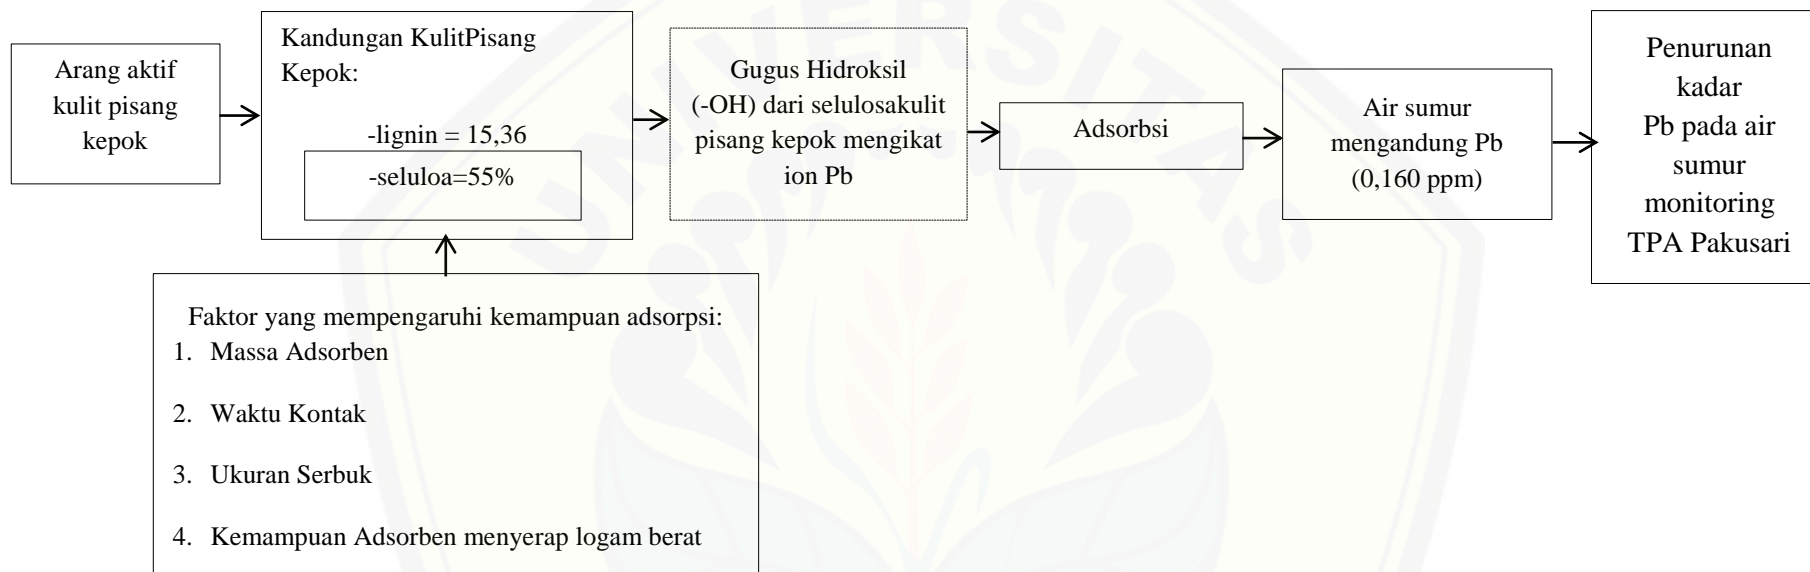 Arang aktif
kulit pisang
kepok
Kandungan KulitPisang
Kepok:
-lignin = 15,36
-seluloa=55%
Gugus Hidroksil
(-OH) dari selulosakulit
pisang kepok mengikat
ion Pb
Adsorbsi
Air sumur
mengandung Pb
(0,160 ppm)
Penurunan
kadar
Pb pada air
sumur
monitoring
TPA Pakusari
Faktor yang mempengaruhi kemampuan adsorpsi:
1. Massa Adsorben
2. Waktu Kontak
3. Ukuran Serbuk
4. Kemampuan Adsorben menyerap logam berat
UNIVERSITAS